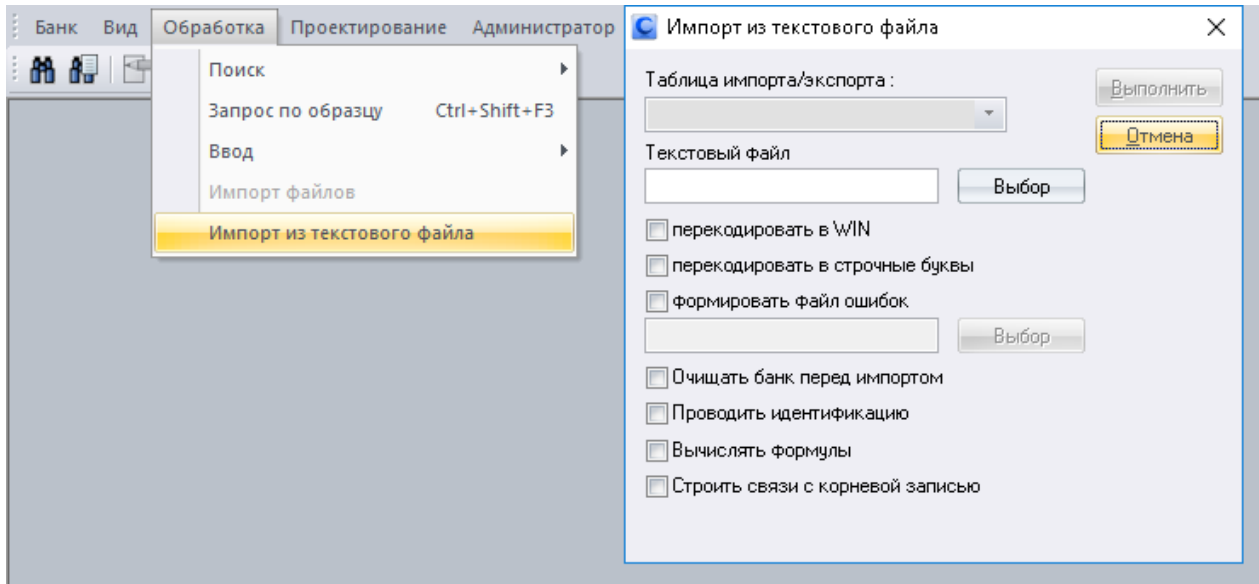 Банк Вид Обработка Проектирование Администратор
Поиск
Запрос по образцу Ctrl+Shift+F3
Ввод
Импорт файлов
Импорт из текстового файла
Импорт из текстового файла
Таблица импорта/экспорта :
Выполнить
Отмена
Текстовый файл
Выбор
перекодировать в WIN
перекодировать в строчные буквы
формировать файл ошибок
Выбор
Очищать банк перед импортом
Проводить идентификацию
Вычислять формулы
Строить связи с корневой записью